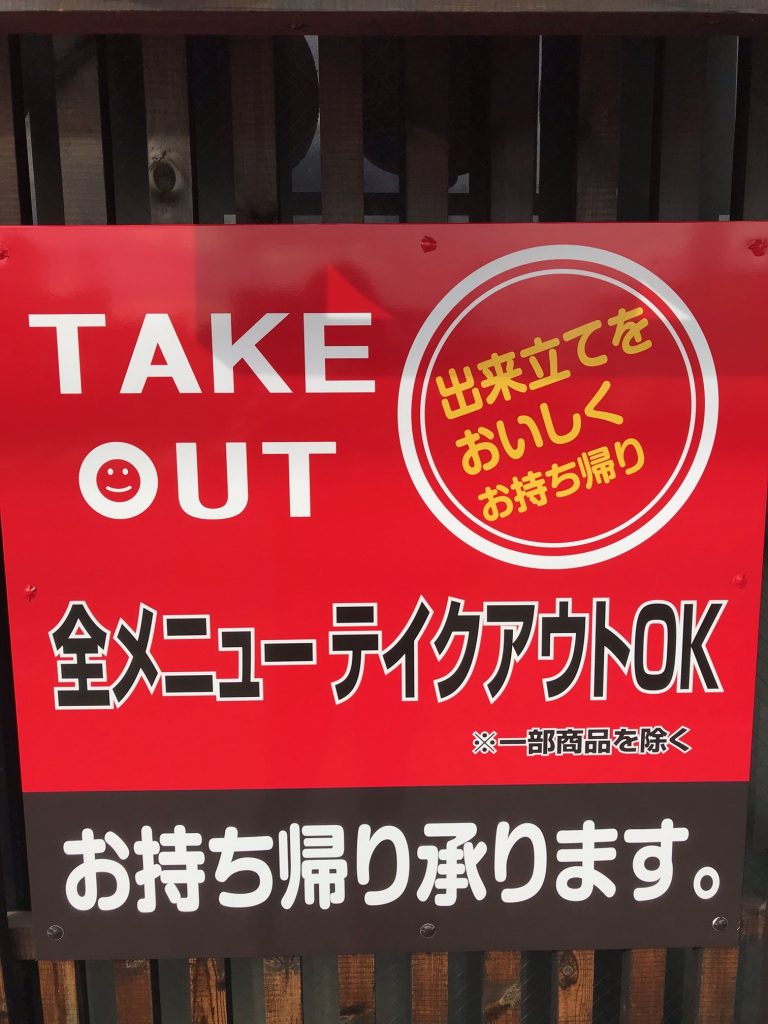 TAKE
OUT
出来立てを
おいしく
お持ち帰り
全メニューテイクアウトOK
※一部商品を除く
お持ち帰り承ります。